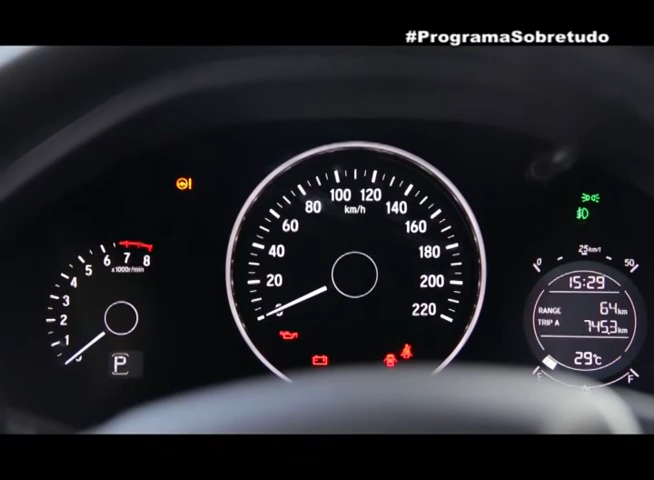 #ProgramaSobretudo
0 20 40 60 80 100 120 140 160 180 200 220
km/h
0 1 2 3 4 5 6 7 8
x1000r/min
P
0 25km/l 50
15:29
RANGE 64km
TRIP A 745.3km
29°C
E F